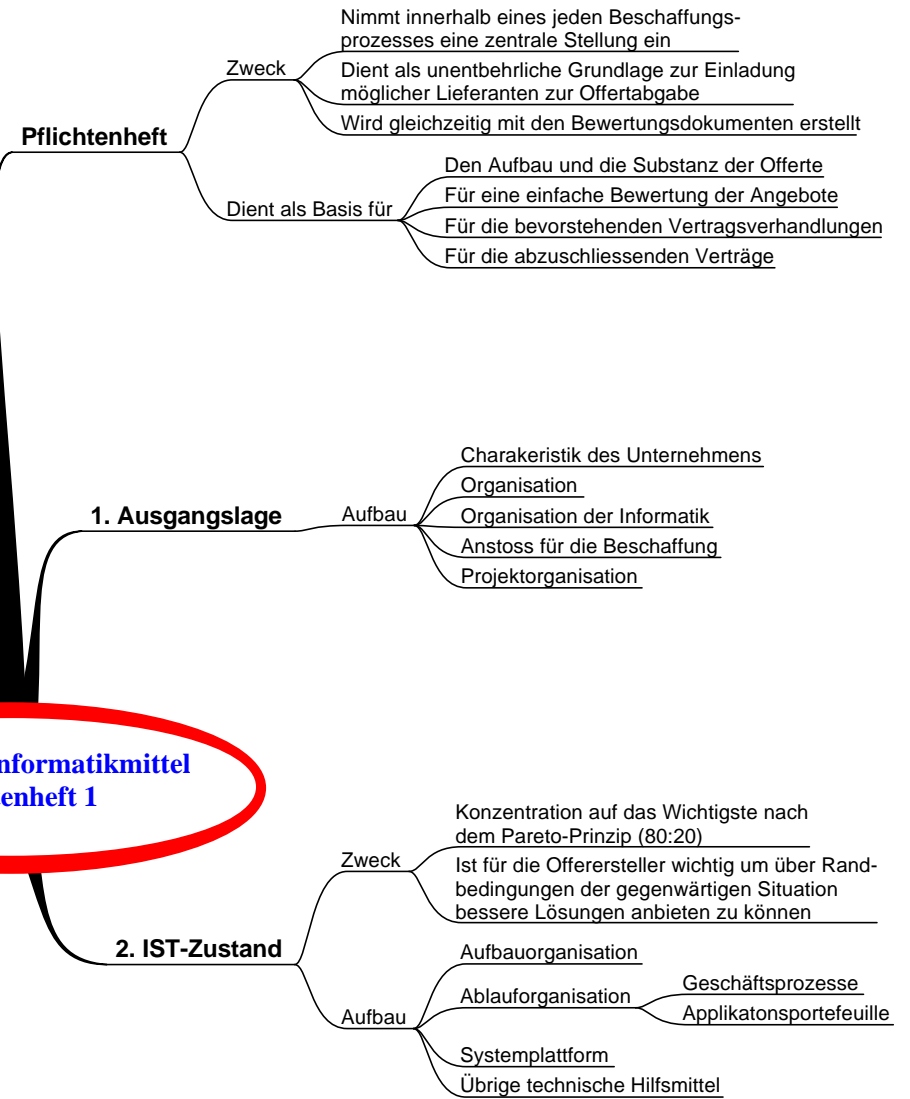 Pflichtenheft
Zweck
Nimmt innerhalb eines jeden Beschaffungs-
prozesses eine zentrale Stellung ein
Dient als unentbehrliche Grundlage zur Einladung
möglicher Lieferanten zur Offertabgabe
Wird gleichzeitig mit den Bewertungsdokumenten erstellt
Dient als Basis für
Den Aufbau und die Substanz der Offerte
Für eine einfache Bewertung der Angebote
Für die bevorstehenden Vertragsverhandlungen
Für die abzuschliessenden Verträge
1. Ausgangslage
Aufbau
Charakeristik des Unternehmens
Organisation
Organisation der Informatik
Anstoss für die Beschaffung
Projektorganisation
nformatikmittel
enheft 1
2. IST-Zustand
Zweck
Konzentration auf das Wichtigste nach
dem Pareto-Prinzip (80:20)
Ist für die Offerersteller wichtig um über Rand-
bedingungen der gegenwärtigen Situation
bessere Lösungen anbieten zu können
Aufbau
Aufbauorganisation
Ablauforganisation
Geschäftsprozesse
Applikatonsportefeuille
Systemplattform
Übrige technische Hilfsmittel